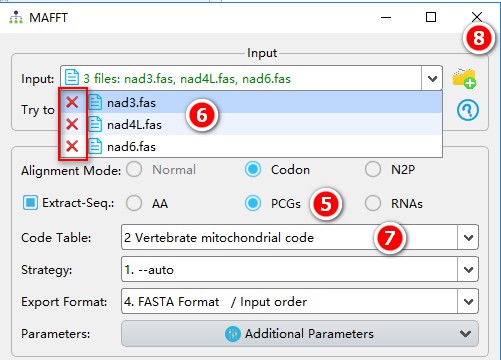 MAFFT
8
Input
Input: 3 files: nad3.fas, nad4L.fas, nad6.fas
Try to
nad3.fas
nad4L.fas
nad6.fas
6
Alignment Mode: Normal Codon N2P
Extract-Seq.: AA PCGs 5 RNAs
Code Table: 2 Vertebrate mitochondrial code 7
Strategy: 1. --auto
Export Format: 4. FASTA Format / Input order
Parameters: Additional Parameters